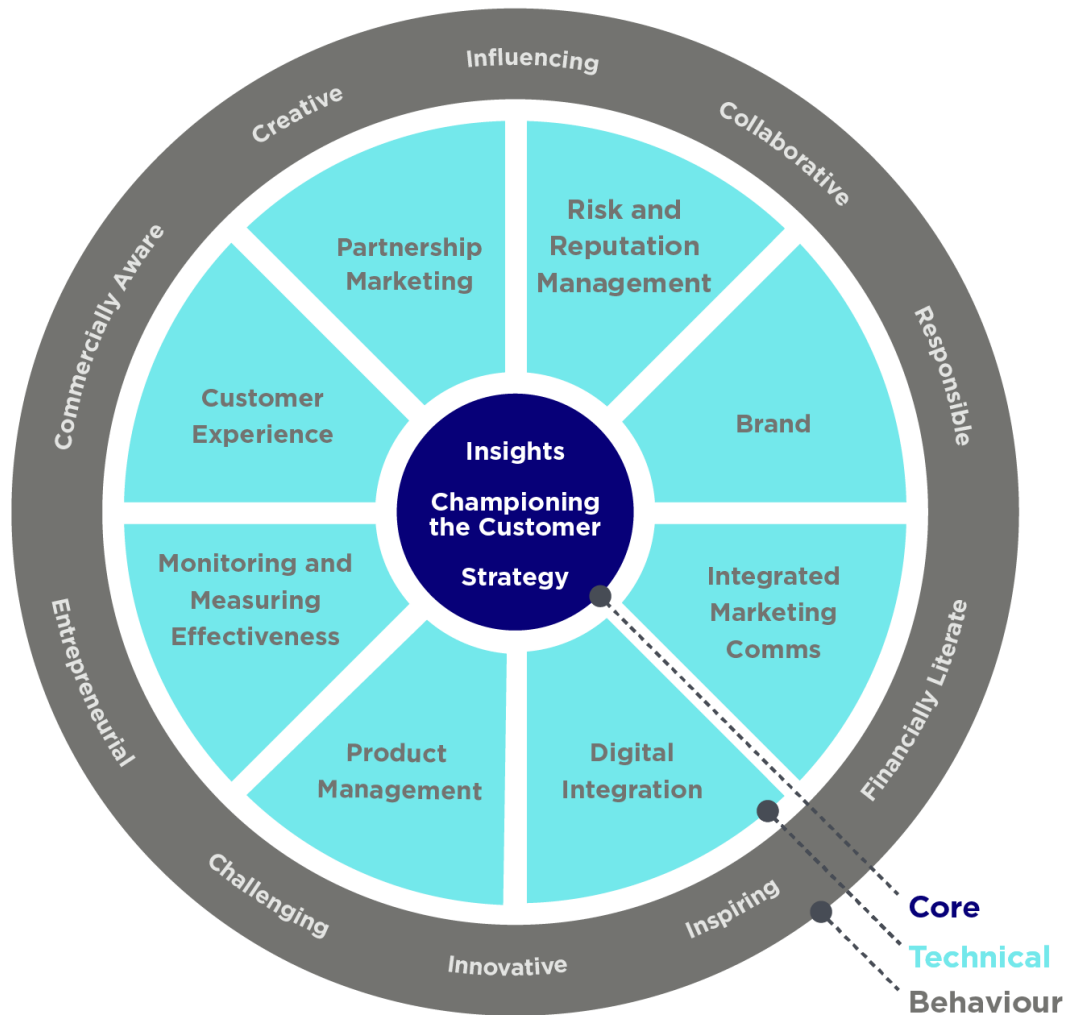 Influencing
Collaborative
Responsible
Financially Literate
Inspiring
Innovative
Challenging
Entrepreneurial
Commercially Aware
Creative
Risk and
Reputation
Management
Brand
Integrated
Marketing
Comms
Digital
Integration
Product
Management
Monitoring and
Measuring
Effectiveness
Customer
Experience
Partnership
Marketing
Insights
Championing
the Customer
Strategy
Core
Technical
Behaviour